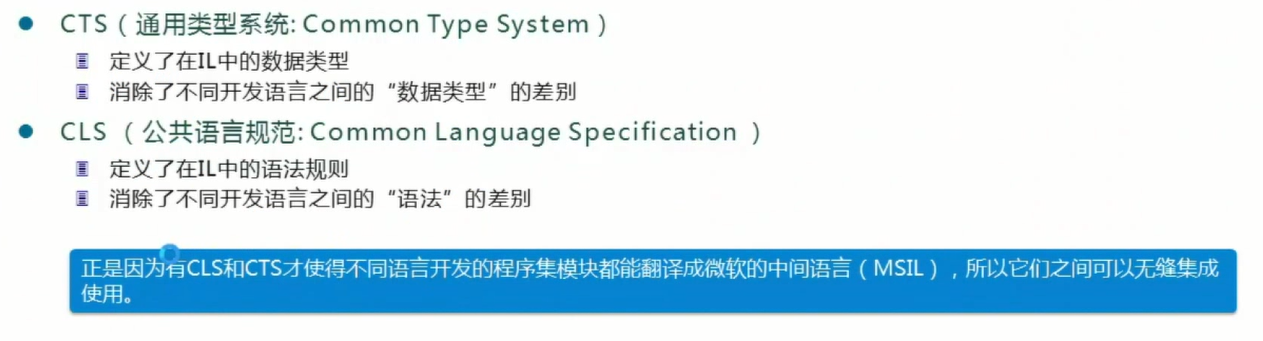 CTS（通用类型系统: Common Type System）
定义了在IL中的数据类型
消除了不同开发语言之间的“数据类型”的差别
CLS （公共语言规范: Common Language Specification ）
定义了在IL中的语法规则
消除了不同开发语言之间的“语法”的差别
正是因为有CLS和CTS才使得不同语言开发的程序集模块都能翻译成微软的中间语言（MSIL），所以它们之间可以无缝集成
使用。